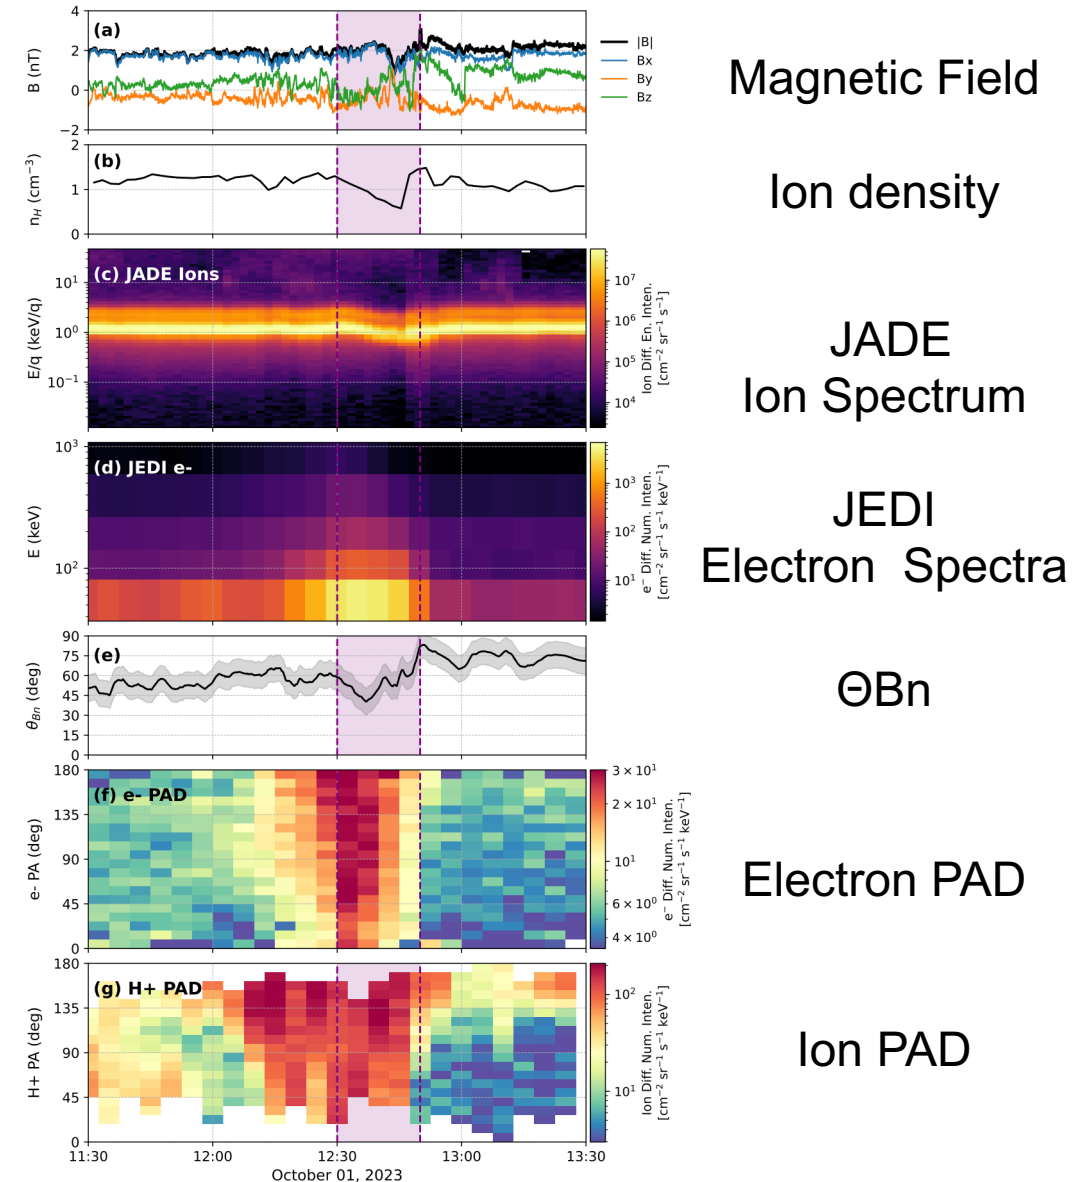 (a)
B (nT)
4
2
0
−2
|B|
Bx
By
Bz
Magnetic Field
(b)
n_H (cm⁻³)
2
1
0
Ion density
(c) JADE Ions
E/q (keV/q)
10¹
10⁰
10⁻¹
10⁷
10⁶
10⁵
10⁴
Ion Diff. En. Inten.
[cm⁻² sr⁻¹ s⁻¹]
JADE
Ion Spectrum
(d) JEDI e-
E (keV)
10³
10²
10³
10²
10¹
e⁻ Diff. Num. Inten.
[cm⁻² sr⁻¹ s⁻¹ keV⁻¹]
JEDI
Electron Spectra
(e)
θ_Bn (deg)
90
75
60
45
30
15
0
ΘBn
(f) e- PAD
e- PA (deg)
180
135
90
45
0
3 × 10¹
2 × 10¹
10¹
6 × 10⁰
4 × 10⁰
e⁻ Diff. Num. Inten.
[cm⁻² sr⁻¹ s⁻¹ keV⁻¹]
Electron PAD
(g) H+ PAD
H+ PA (deg)
180
135
90
45
0
10²
10¹
Ion Diff. Num. Inten.
[cm⁻² sr⁻¹ s⁻¹ keV⁻¹]
Ion PAD
11:30 12:00 12:30 13:00 13:30
October 01, 2023